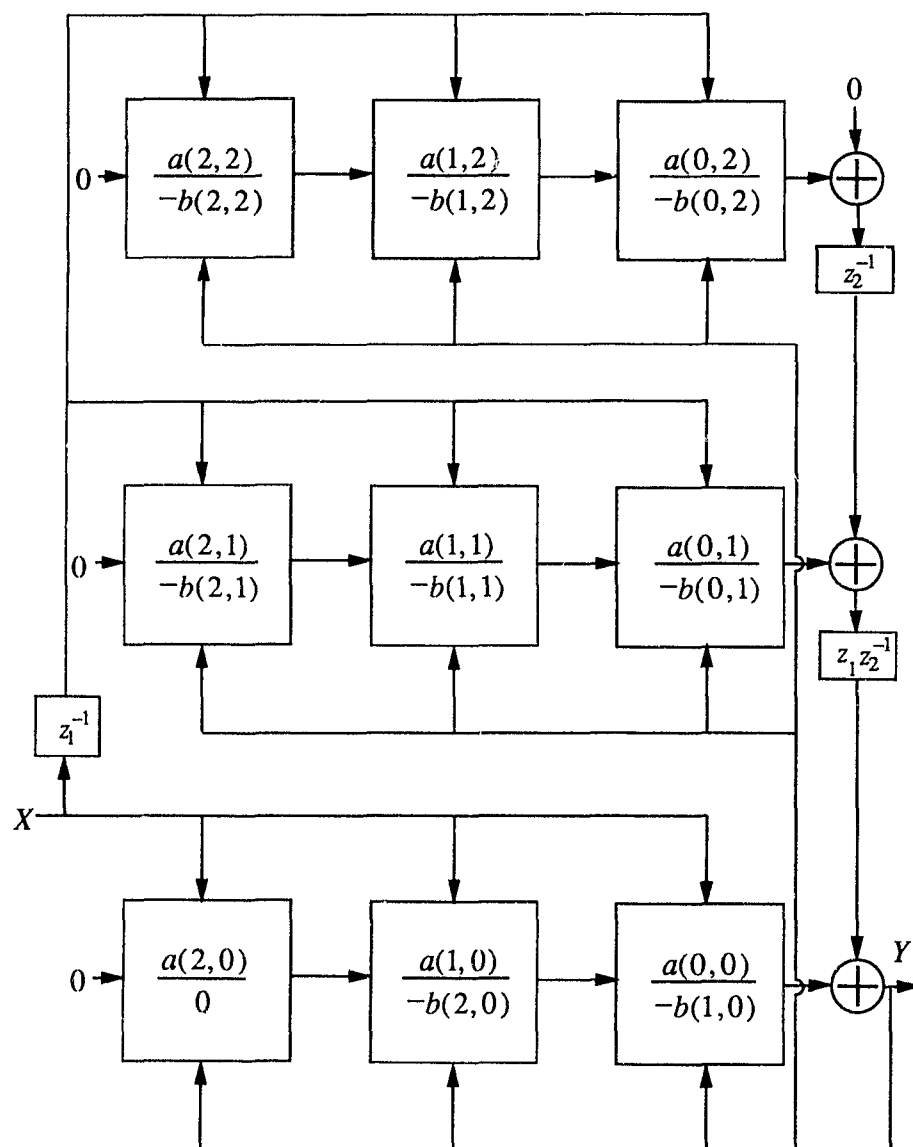 0
0 a(2,2) a(1,2) a(0,2)
-b(2,2) -b(1,2) -b(0,2)
z₂⁻¹
0 a(2,1) a(1,1) a(0,1)
-b(2,1) -b(1,1) -b(0,1)
z₁z₂⁻¹
z₁⁻¹
X
Y
0 a(2,0) a(1,0) a(0,0)
0 -b(2,0) -b(1,0)